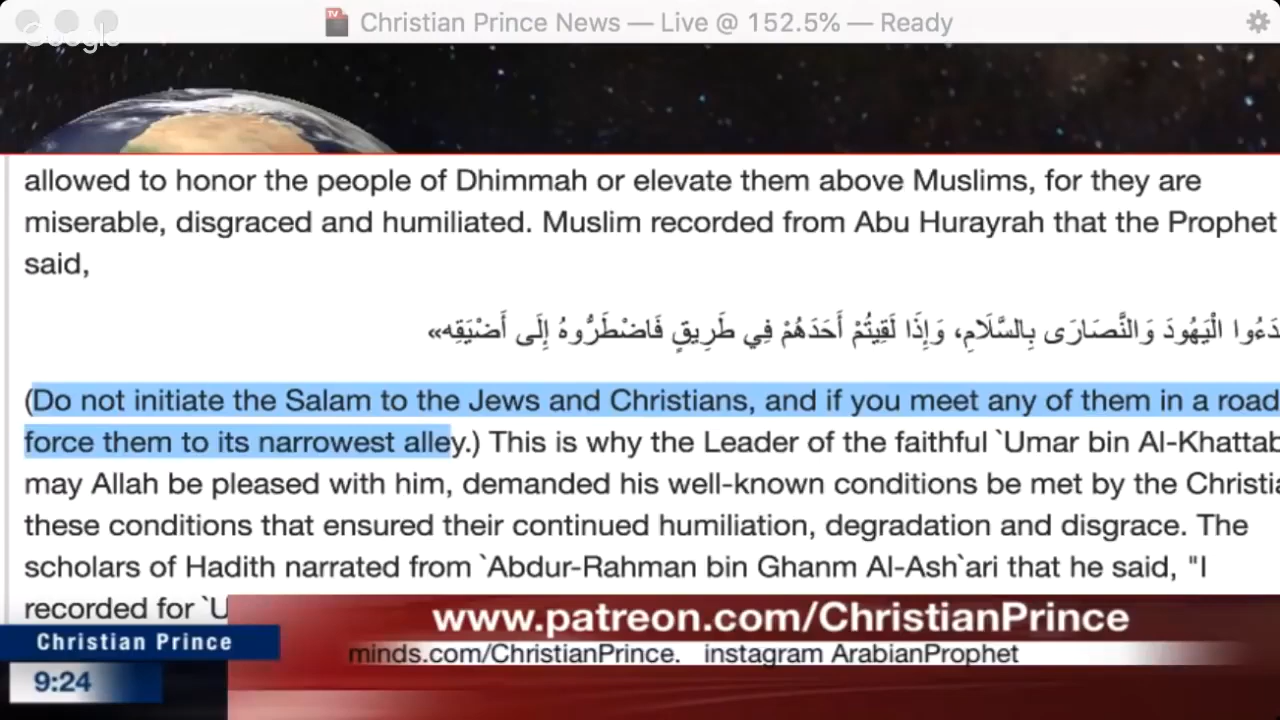 Christian Prince News — Live @ 152.5% — Ready
Google
allowed to honor the people of Dhimmah or elevate them above Muslims, for they are
miserable, disgraced and humiliated. Muslim recorded from Abu Hurayrah that the Prophet
said,
دَءُوا الْيَهُودَ وَالنَّصَارَى بِالسَّلَامِ، وَإِذَا لَقِيتُمْ أَحَدَهُمْ فِي طَرِيقٍ فَاضْطَرُّوهُ إِلَى أَضْيَقِه»
(Do not initiate the Salam to the Jews and Christians, and if you meet any of them in a road
force them to its narrowest alley.) This is why the Leader of the faithful `Umar bin Al-Khattab
may Allah be pleased with him, demanded his well-known conditions be met by the Christia
these conditions that ensured their continued humiliation, degradation and disgrace. The
scholars of Hadith narrated from `Abdur-Rahman bin Ghanm Al-Ash`ari that he said, "I
recorded for `U
www.patreon.com/ChristianPrince
Christian Prince
minds.com/ChristianPrince. instagram ArabianProphet
9:24